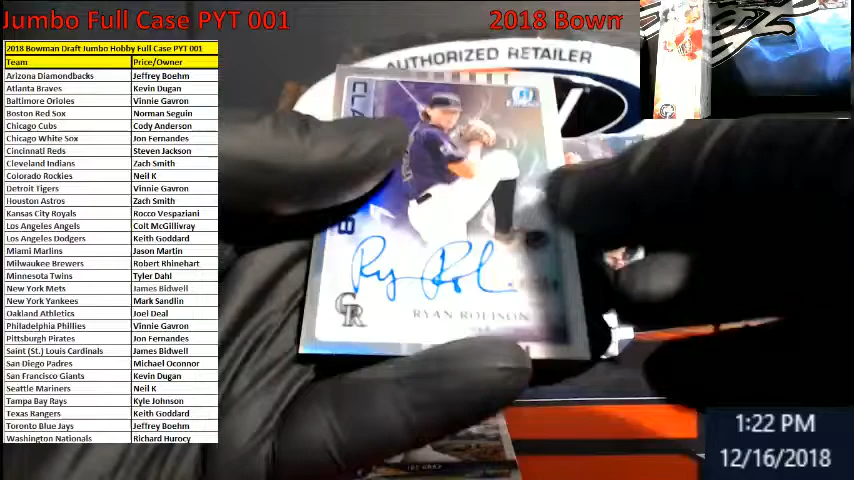 Jumbo Full Case PYT 001
2018 Bowm
2018 Bowman Draft Jumbo Hobby Full Case PYT 001
Team Price/Owner
Arizona Diamondbacks Jeffrey Boehm
Atlanta Braves Kevin Dugan
Baltimore Orioles Vinnie Gavron
Boston Red Sox Norman Seguin
Chicago Cubs Cody Anderson
Chicago White Sox Jon Fernandes
Cincinnati Reds Steven Jackson
Cleveland Indians Zach Smith
Colorado Rockies Neil K
Detroit Tigers Vinnie Gavron
Houston Astros Zach Smith
Kansas City Royals Rocco Vespaziani
Los Angeles Angels Colt McGillivray
Los Angeles Dodgers Keith Goddard
Miami Marlins Jason Martin
Milwaukee Brewers Robert Rhinehart
Minnesota Twins Tyler Dahl
New York Mets James Bidwell
New York Yankees Mark Sandlin
Oakland Athletics Joel Deal
Philadelphia Phillies Vinnie Gavron
Pittsburgh Pirates Jon Fernandes
Saint (St.) Louis Cardinals James Bidwell
San Diego Padres Michael Oconnor
San Francisco Giants Kevin Dugan
Seattle Mariners Neil K
Tampa Bay Rays Kyle Johnson
Texas Rangers Keith Goddard
Toronto Blue Jays Jeffrey Boehm
Washington Nationals Richard Hurocy
AUTHORIZED RETAILER
CLA
CR
RYAN ROLISON
1:22 PM
12/16/2018